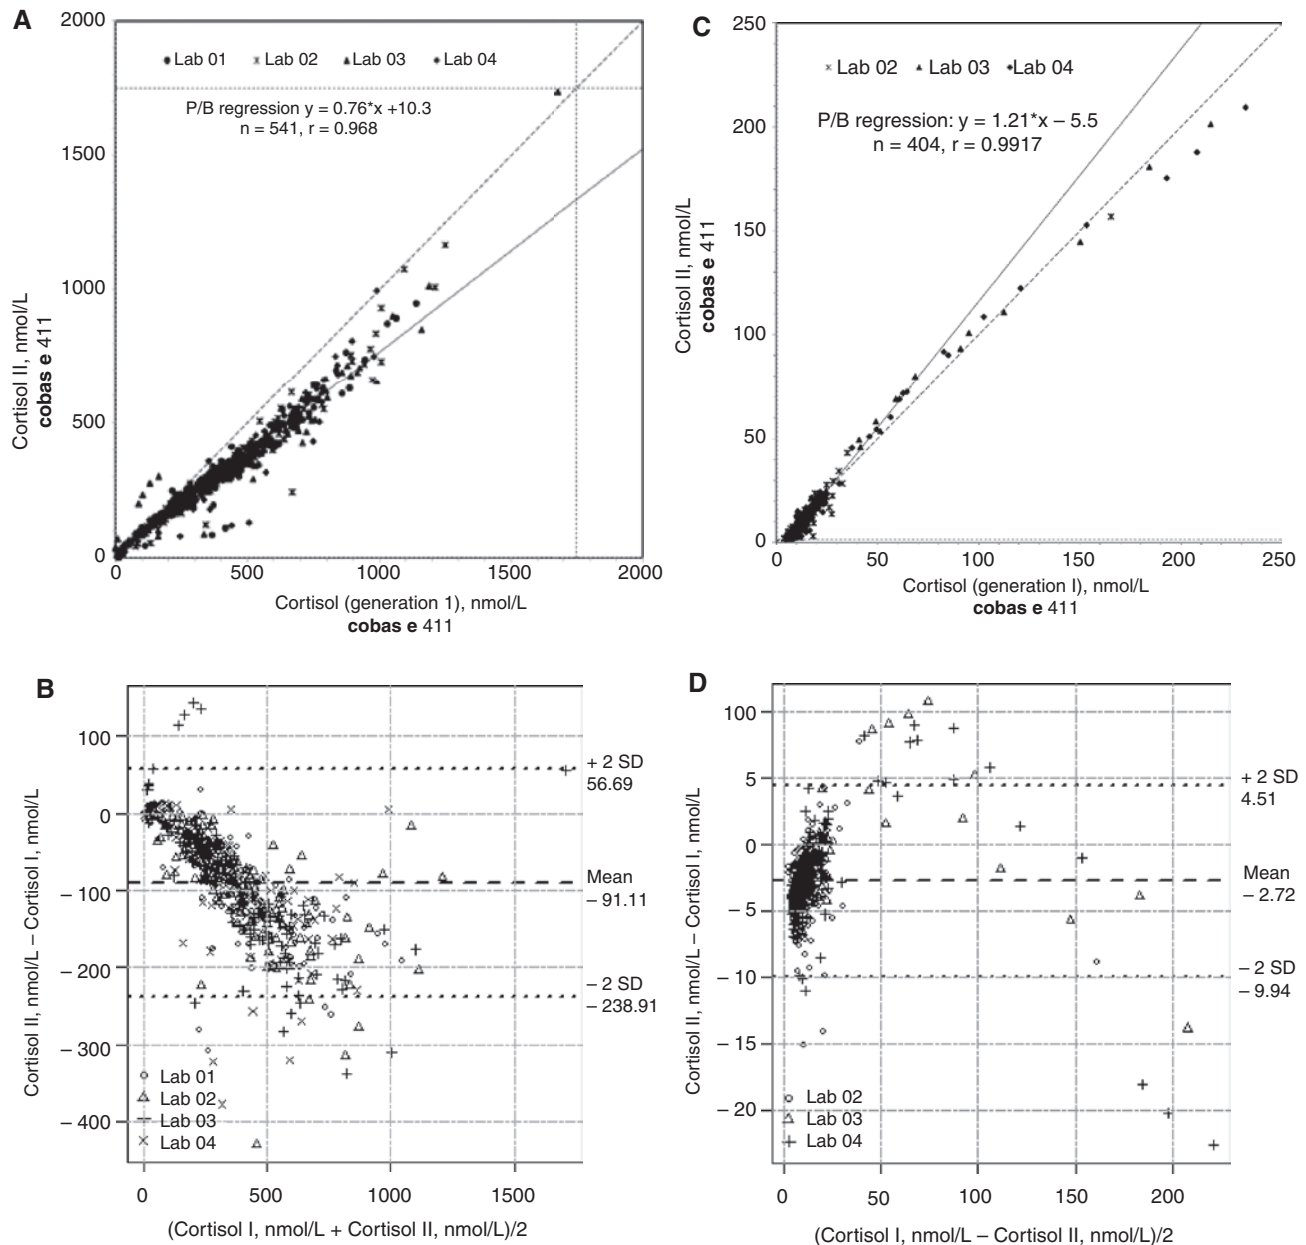 A
2000
1500
1000
500
0
Lab 01 Lab 02 Lab 03 Lab 04
P/B regression y = 0.76*x +10.3
n = 541, r = 0.968
Cortisol II, nmol/L
cobas e 411
0 500 1000 1500 2000
Cortisol (generation 1), nmol/L
cobas e 411
C
250
200
150
100
50
0
Lab 02 Lab 03 Lab 04
P/B regression: y = 1.21*x – 5.5
n = 404, r = 0.9917
Cortisol II, nmol/L
cobas e 411
0 50 100 150 200 250
Cortisol (generation I), nmol/L
cobas e 411
B
100
0
– 100
– 200
– 300
– 400
Cortisol II, nmol/L – Cortisol I, nmol/L
+ 2 SD
56.69
Mean
– 91.11
– 2 SD
– 238.91
Lab 01
Lab 02
Lab 03
Lab 04
0 500 1000 1500
(Cortisol I, nmol/L + Cortisol II, nmol/L)/2
D
100
5
0
– 5
– 10
– 15
– 20
Cortisol II, nmol/L – Cortisol I, nmol/L
+ 2 SD
4.51
Mean
– 2.72
– 2 SD
– 9.94
Lab 02
Lab 03
Lab 04
0 50 100 150 200
(Cortisol I, nmol/L – Cortisol II, nmol/L)/2